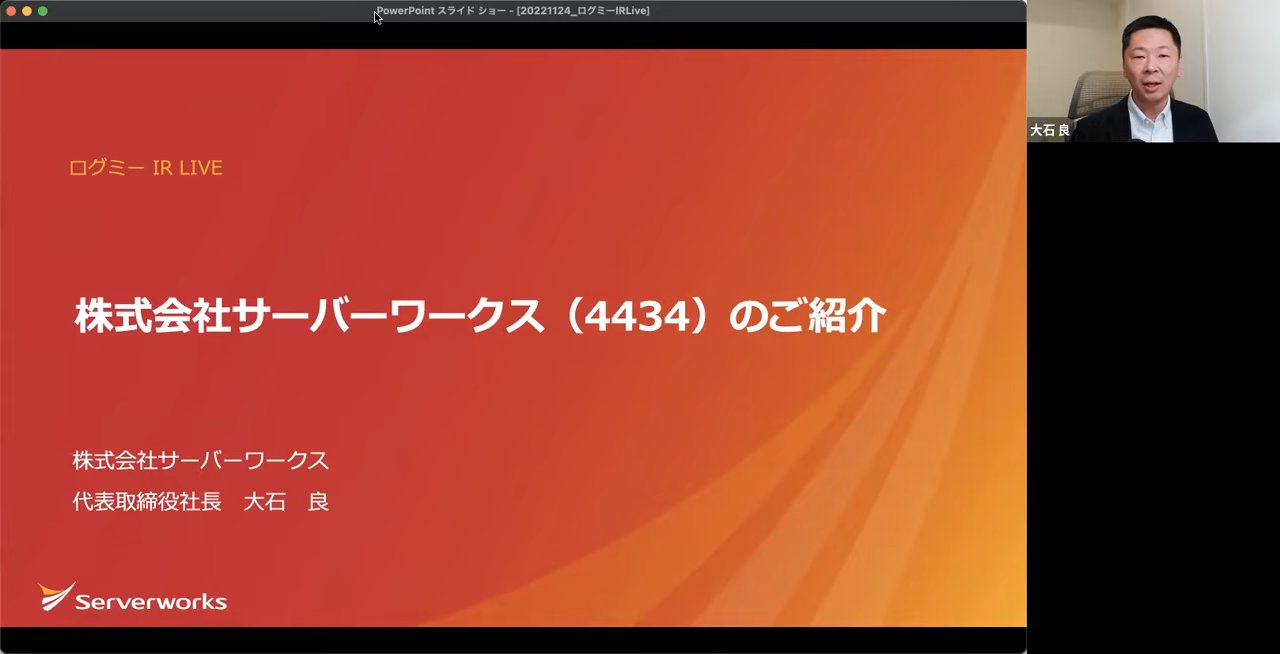 PowerPoint スライド ショー - [20221124_ログミーIRLive]
大石 良
ログミー IR LIVE
株式会社サーバーワークス（4434）のご紹介
株式会社サーバーワークス
代表取締役社長　大石　良
Serverworks